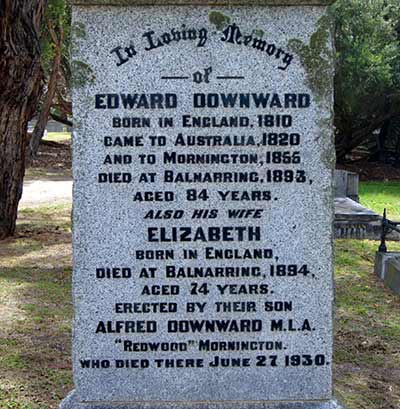 In Loving Memory
of
EDWARD DOWNWARD
BORN IN ENGLAND, 1810
CAME TO AUSTRALIA, 1820
AND TO MORNINGTON, 1855
DIED AT BALNARRING, 1893,
AGED 84 YEARS.
ALSO HIS WIFE
ELIZABETH
BORN IN ENGLAND,
DIED AT BALNARRING, 1894,
AGED 74 YEARS.
ERECTED BY THEIR SON
ALFRED DOWNWARD M.L.A.
"REDWOOD" MORNINGTON.
WHO DIED THERE JUNE 27 1930.